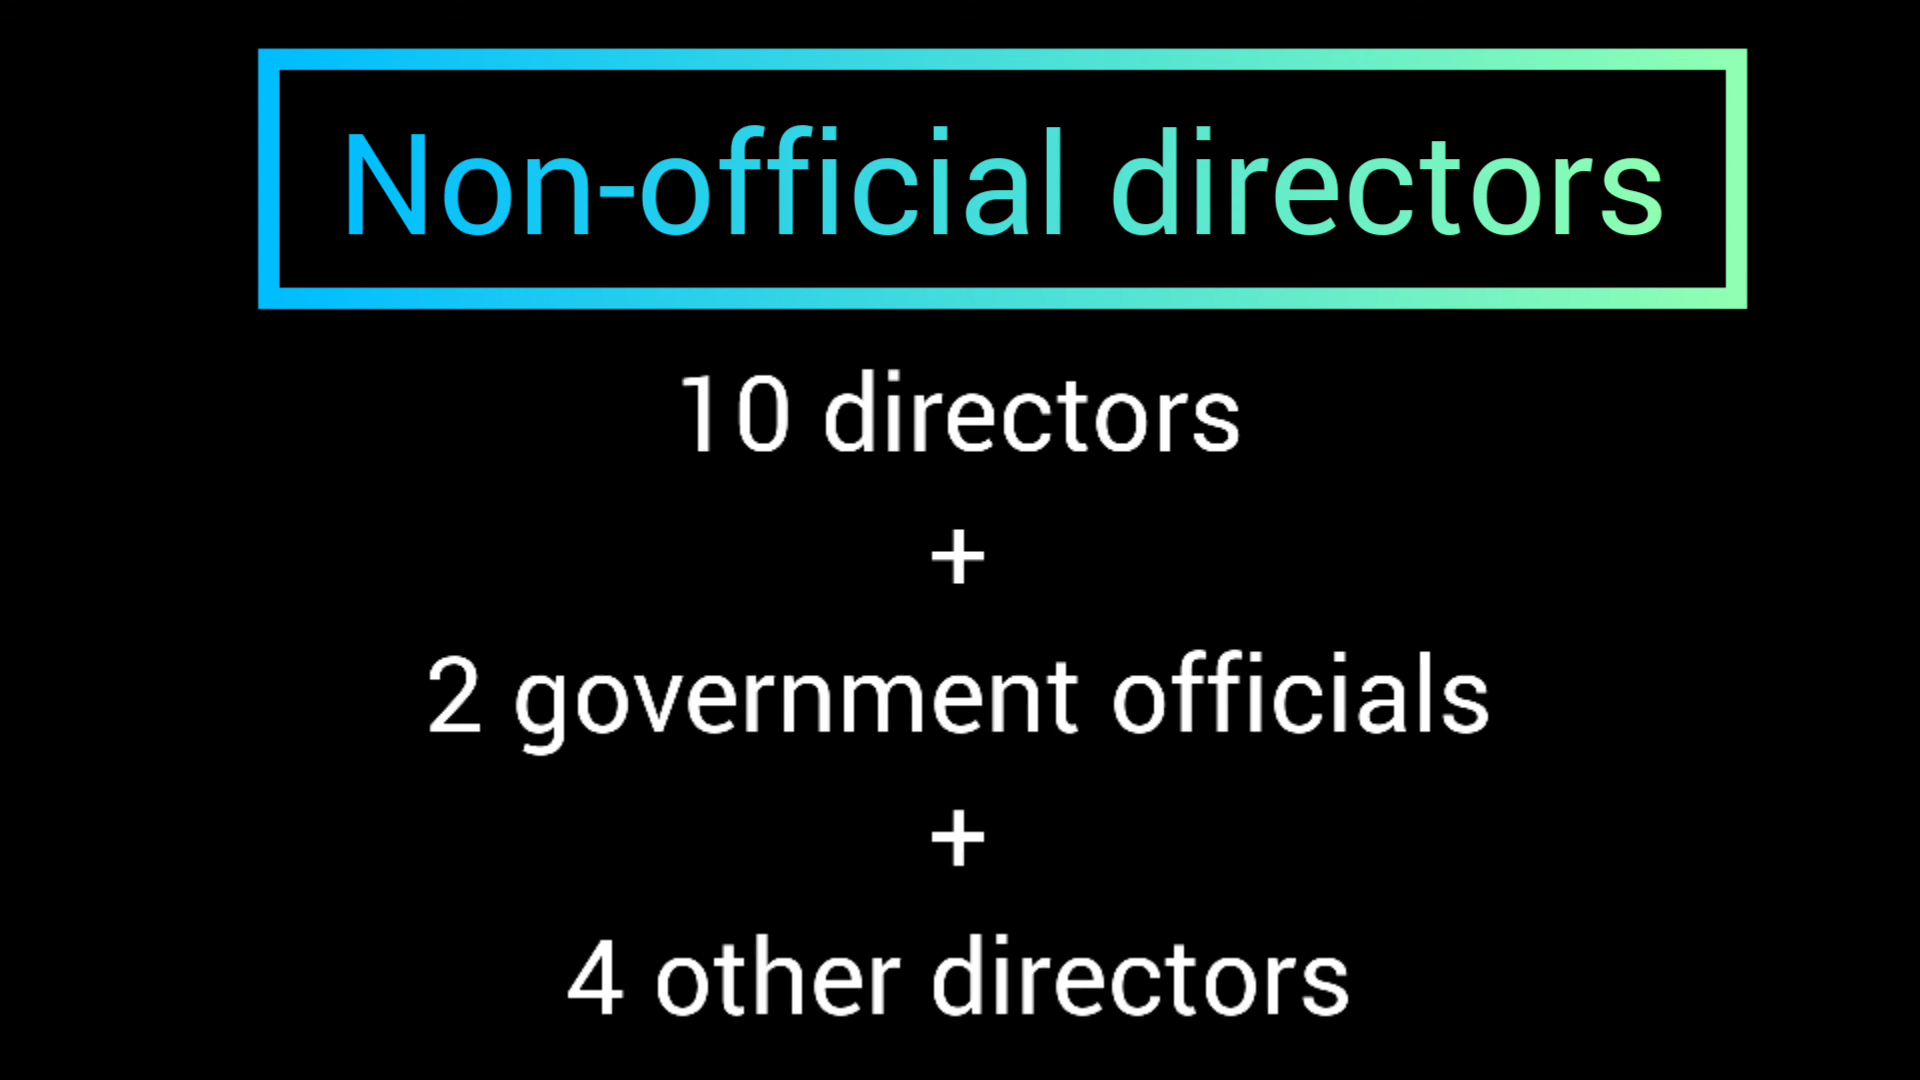 Non-official directors
10 directors
+
2 government officials
+
4 other directors